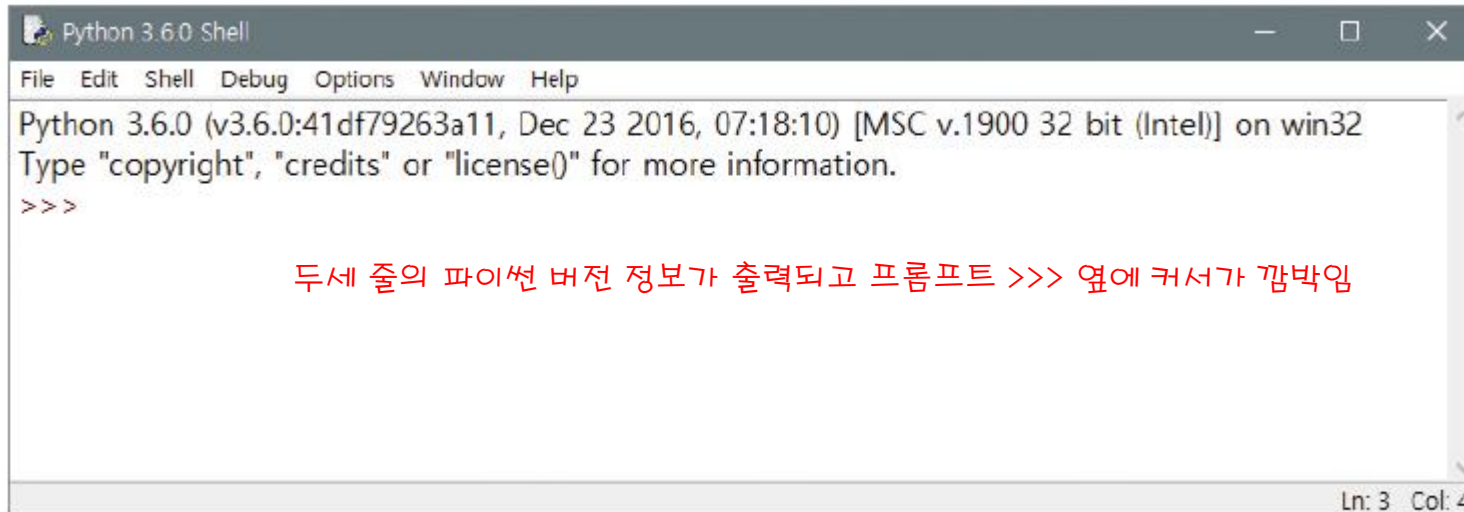 Python 3.6.0 Shell
File Edit Shell Debug Options Window Help
Python 3.6.0 (v3.6.0:41df79263a11, Dec 23 2016, 07:18:10) [MSC v.1900 32 bit (Intel)] on win32
Type "copyright", "credits" or "license()" for more information.
>>>
두세 줄의 파이썬 버전 정보가 출력되고 프롬프트 >>> 옆에 커서가 깜박임
Ln: 3 Col: 4